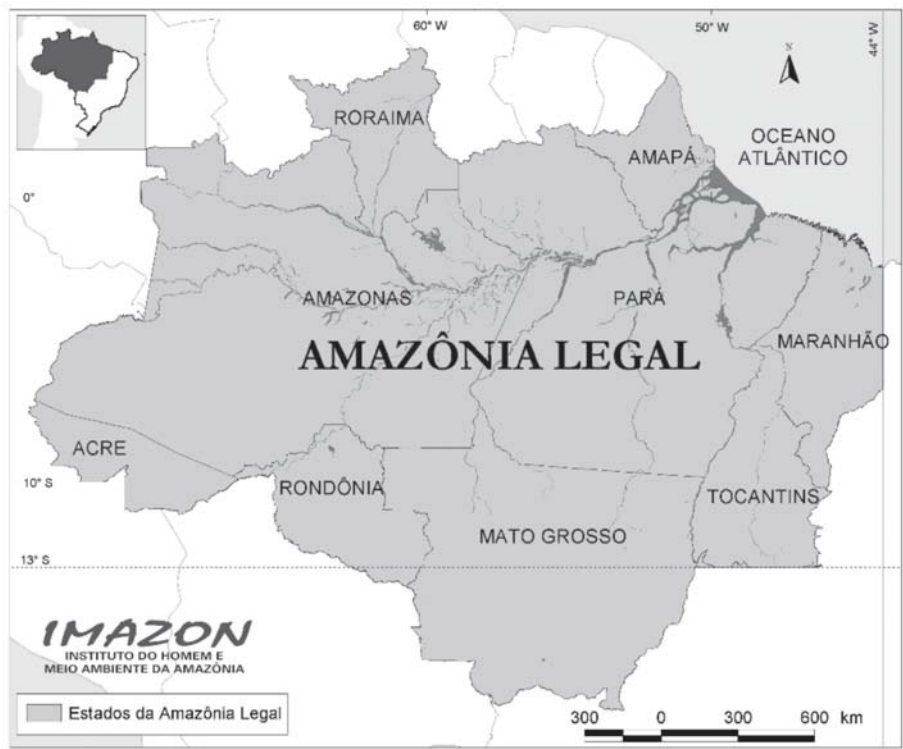 60° W
50° W
44° W
N
RORAIMA
AMAPÁ
OCEANO
ATLÂNTICO
0°
AMAZONAS
PARÁ
MARANHÃO
AMAZÔNIA LEGAL
ACRE
10° S
RONDÔNIA
TOCANTINS
MATO GROSSO
13° S
IMAZON
INSTITUTO DO HOMEM E
MEIO AMBIENTE DA AMAZÔNIA
Estados da Amazônia Legal
300 0 300 600 km